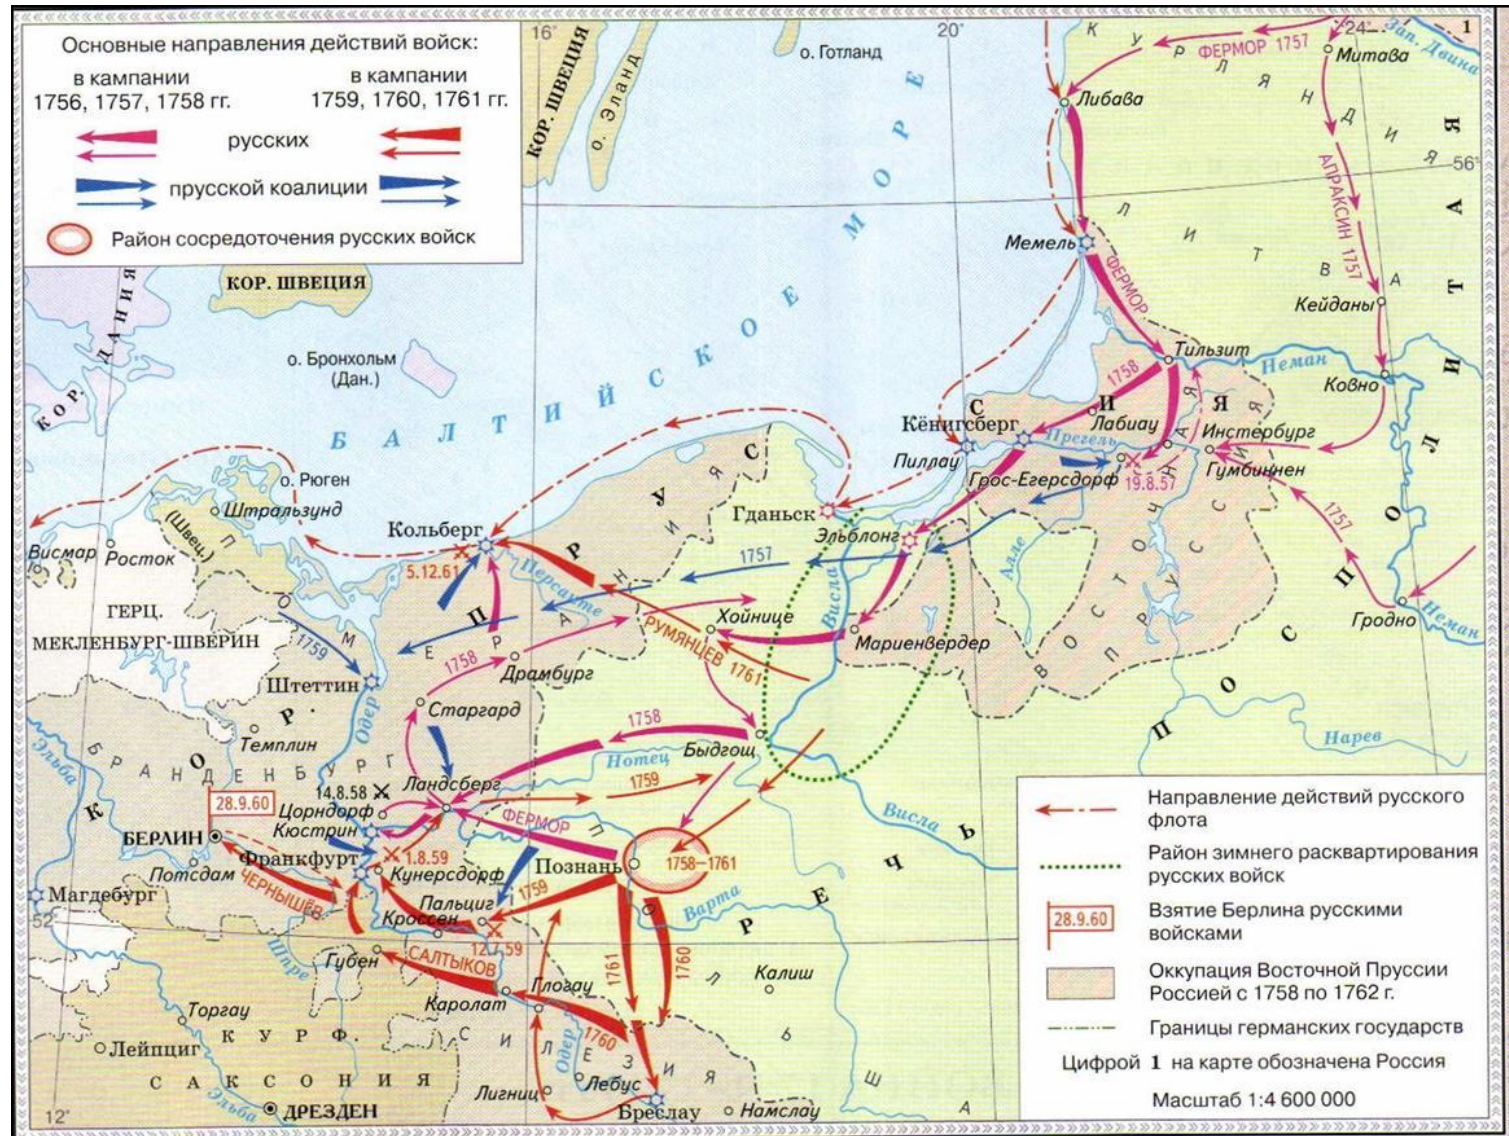 Основные направления действий войск:
в кампании
1756, 1757, 1758 гг.
в кампании
1759, 1760, 1761 гг.
русских
прусской коалиции
Район сосредоточения русских войск
16°
20°
24°
1
56°
52°
12°
КОР. ШВЕЦИЯ
о. Эланд
о. Готланд
КУРЛЯНДИЯ
ФЕРМОР 1757
Зап. Двина
Митава
Либава
АПРАКСИН 1757
ЛИТВА
ЛИТА
Мемель
ФЕРМОР
Кейданы
КОР. ШВЕЦИЯ
КОР. ДАНИЯ
о. Бронхольм
(Дан.)
БАЛТИЙСКОЕ МОРЕ
Тильзит
Неман
Ковно
1758
Кёнигсберг
Лабиау
Прегель
Инстербург
Гумбиннен
Пиллау
Грос-Егерсдорф
19.8.57
1757
ВОСТОЧНАЯ
ПРУССИЯ
ПРУССИЯ
о. Рюген
Штральзунд
(Швец.)
Висмар
Росток
Кольберг
5.12.61
Персанте
Гданьск
Эльблонг
Алле
1757
Висла
Гродно
Неман
ГЕРЦ.
МЕКЛЕНБУРГ-ШВЕРИН
ПОМЕРАНИЯ
1759
Хойнице
РУМЯНЦЕВ 1761
Мариенвердер
1758
Драмбург
Штеттин
Старгард
Одер
Темплин
1758
Быдгощ
Нотец
Нарев
Эльба
БРАНДЕНБУРГ
КОР.
14.8.58
Ландсберг
1759
Висла
28.9.60
Цорндорф
Кюстрин
ФЕРМОР
БЕРЛИН
Франкфурт
1.8.59
Познань
1758–1761
Потсдам
Кунерсдорф
ЧЕРНЫШЁВ
Магдебург
Пальциг
1759
Кроссен
12.7.59
Варта
РЕЧЬ
ПОСПОЛИТАЯ
ПОЛЬША
Шпре
Губен
САЛТЫКОВ
1761
1760
Калиш
Каролат
Глогау
Торгау
КУРФ.
САКСОНИЯ
Лейпциг
1760
СИЛЕЗИЯ
Одер
Эльба
ДРЕЗДЕН
Лигниц
Лебус
Бреслау
Намслау
Направление действий русского
флота
Район зимнего расквартирования
русских войск
28.9.60
Взятие Берлина русскими
войсками
Оккупация Восточной Пруссии
Россией с 1758 по 1762 г.
Границы германских государств
Цифрой 1 на карте обозначена Россия
Масштаб 1:4 600 000